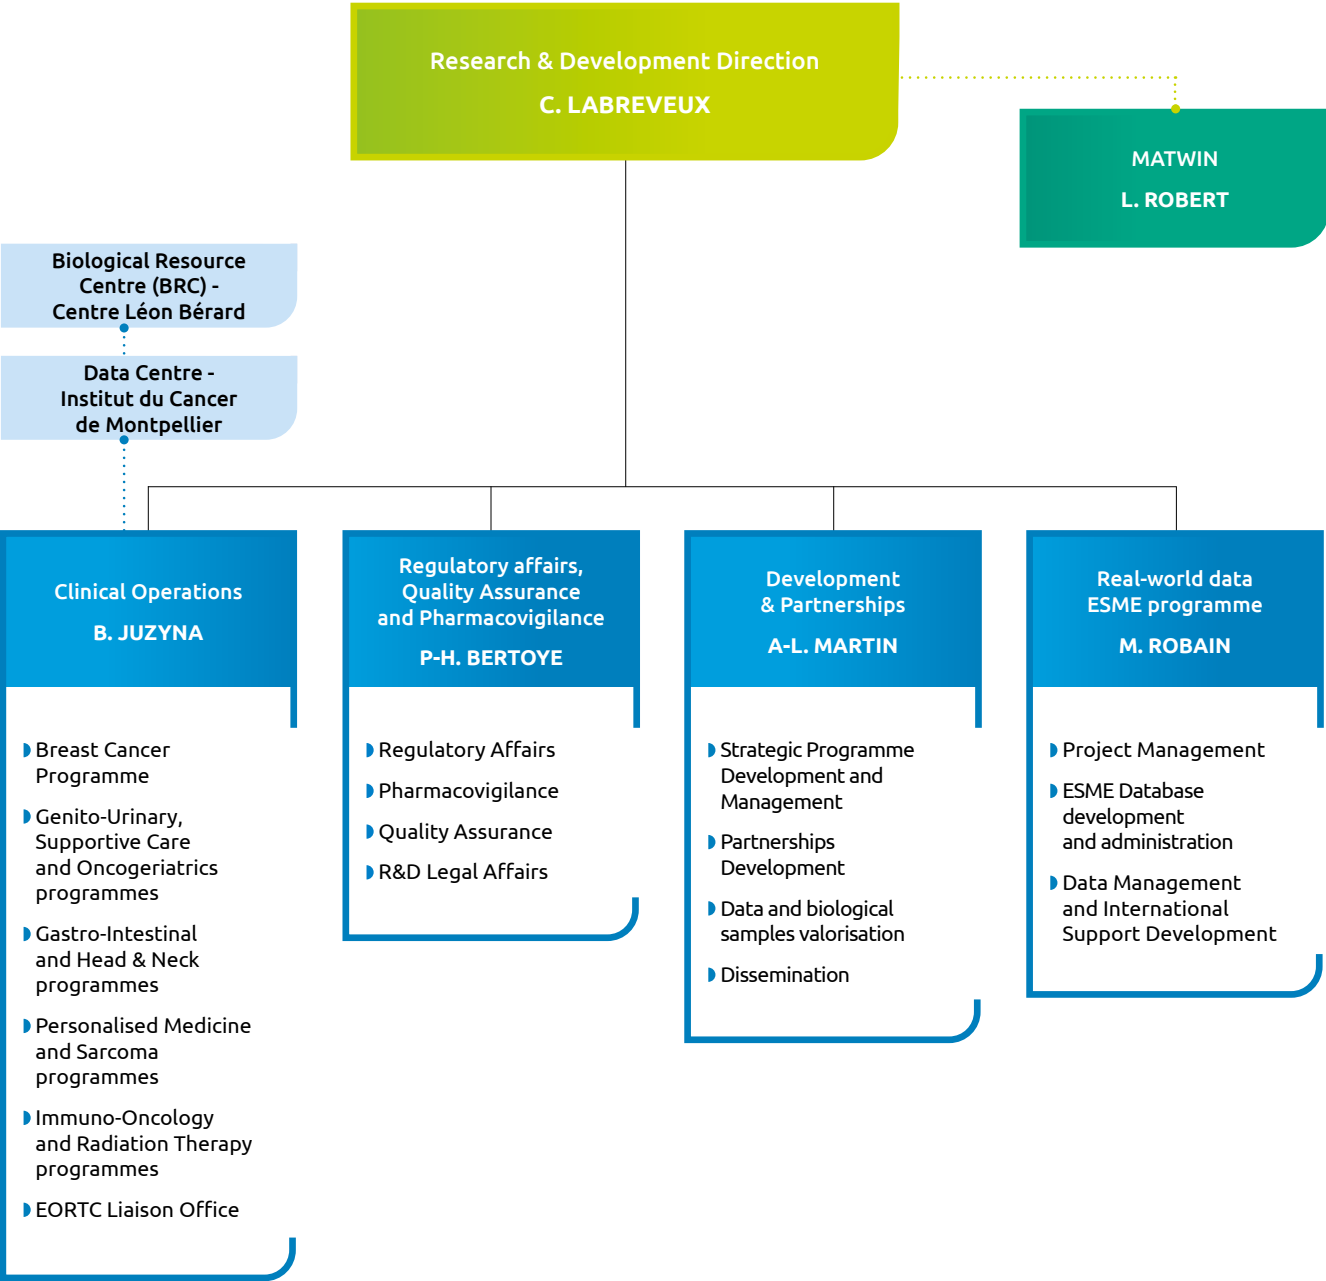 Research & Development Direction
C. LABREVEUX
MATWIN
L. ROBERT
Biological Resource
Centre (BRC) -
Centre Léon Bérard
Data Centre -
Institut du Cancer
de Montpellier
Clinical Operations
B. JUZYNA
Breast Cancer
Programme
Genito-Urinary,
Supportive Care
and Oncogeriatrics
programmes
Gastro-Intestinal
and Head & Neck
programmes
Personalised Medicine
and Sarcoma
programmes
Immuno-Oncology
and Radiation Therapy
programmes
EORTC Liaison Office
Regulatory affairs,
Quality Assurance
and Pharmacovigilance
P-H. BERTOYE
Regulatory Affairs
Pharmacovigilance
Quality Assurance
R&D Legal Affairs
Development
& Partnerships
A-L. MARTIN
Strategic Programme
Development and
Management
Partnerships
Development
Data and biological
samples valorisation
Dissemination
Real-world data
ESME programme
M. ROBAIN
Project Management
ESME Database
development
and administration
Data Management
and International
Support Development